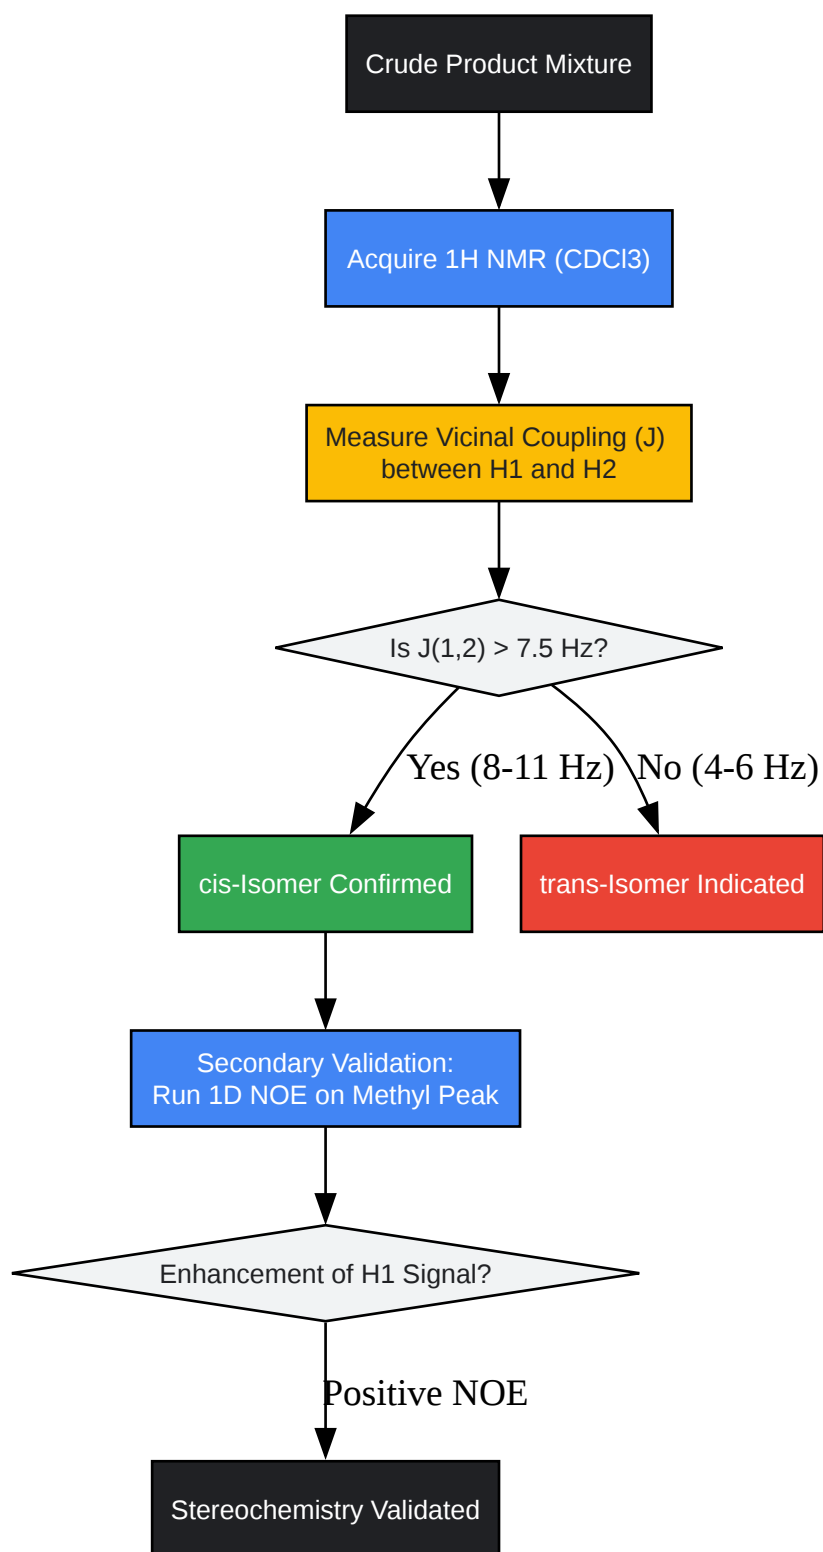 Crude Product Mixture
Acquire 1H NMR (CDCl3)
Measure Vicinal Coupling (J)
between H1 and H2
Is J(1,2) > 7.5 Hz?
Yes (8-11 Hz)
No (4-6 Hz)
cis-Isomer Confirmed
trans-Isomer Indicated
Secondary Validation:
Run 1D NOE on Methyl Peak
Enhancement of H1 Signal?
Positive NOE
Stereochemistry Validated